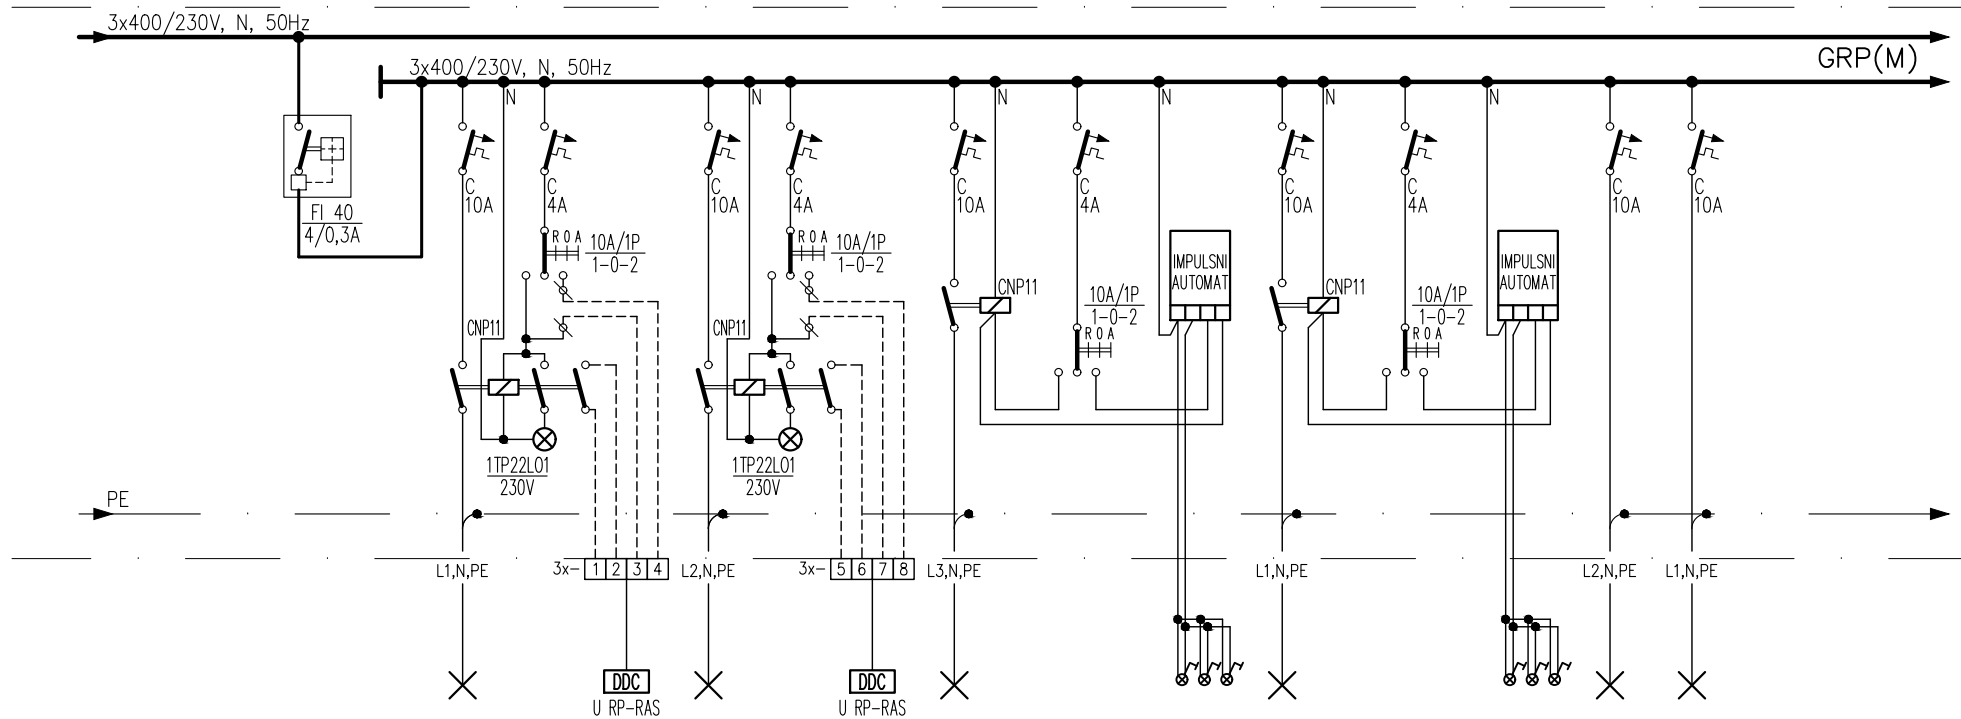 3x400/230V, N, 50Hz
GRP(M)
3x400/230V, N, 50Hz
N
N
N
N
N
N
C
10A
C
4A
C
10A
C
4A
C
10A
C
4A
C
10A
C
4A
C
10A
C
10A
FI 40
4/0,3A
R 0 A
10A/1P
1-0-2
R 0 A
10A/1P
1-0-2
IMPULSNI
AUTOMAT
IMPULSNI
AUTOMAT
CNP11
CNP11
10A/1P
1-0-2
R 0 A
10A/1P
1-0-2
R 0 A
CNP11
CNP11
1TP22L01
230V
1TP22L01
230V
PE
L1,N,PE
3x- 1 2 3 4
L2,N,PE
3x- 5 6 7 8
L3,N,PE
L1,N,PE
L2,N,PE
L1,N,PE
DDC
U RP-RAS
DDC
U RP-RAS